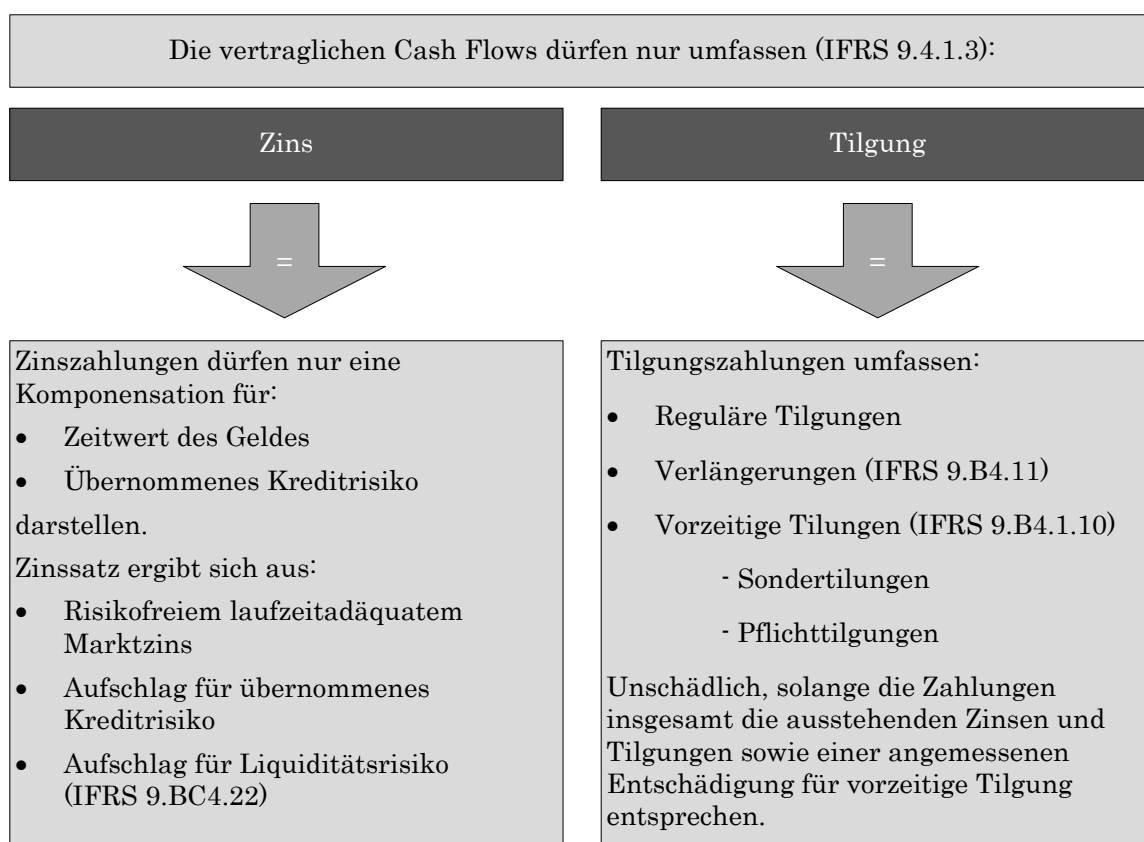 Die vertraglichen Cash Flows dürfen nur umfassen (IFRS 9.4.1.3):
Zins
=
Zinszahlungen dürfen nur eine
Komponensation für:
• Zeitwert des Geldes
• Übernommenes Kreditrisiko
darstellen.
Zinssatz ergibt sich aus:
• Risikofreiem laufzeitadäquatem
Marktzins
• Aufschlag für übernommenes
Kreditrisiko
• Aufschlag für Liquiditätsrisiko
(IFRS 9.BC4.22)
Tilgung
=
Tilgungszahlungen umfassen:
• Reguläre Tilgungen
• Verlängerungen (IFRS 9.B4.11)
• Vorzeitige Tilungen (IFRS 9.B4.1.10)
- Sondertilungen
- Pflichttilgungen
Unschädlich, solange die Zahlungen
insgesamt die ausstehenden Zinsen und
Tilgungen sowie einer angemessenen
Entschädigung für vorzeitige Tilgung
entsprechen.